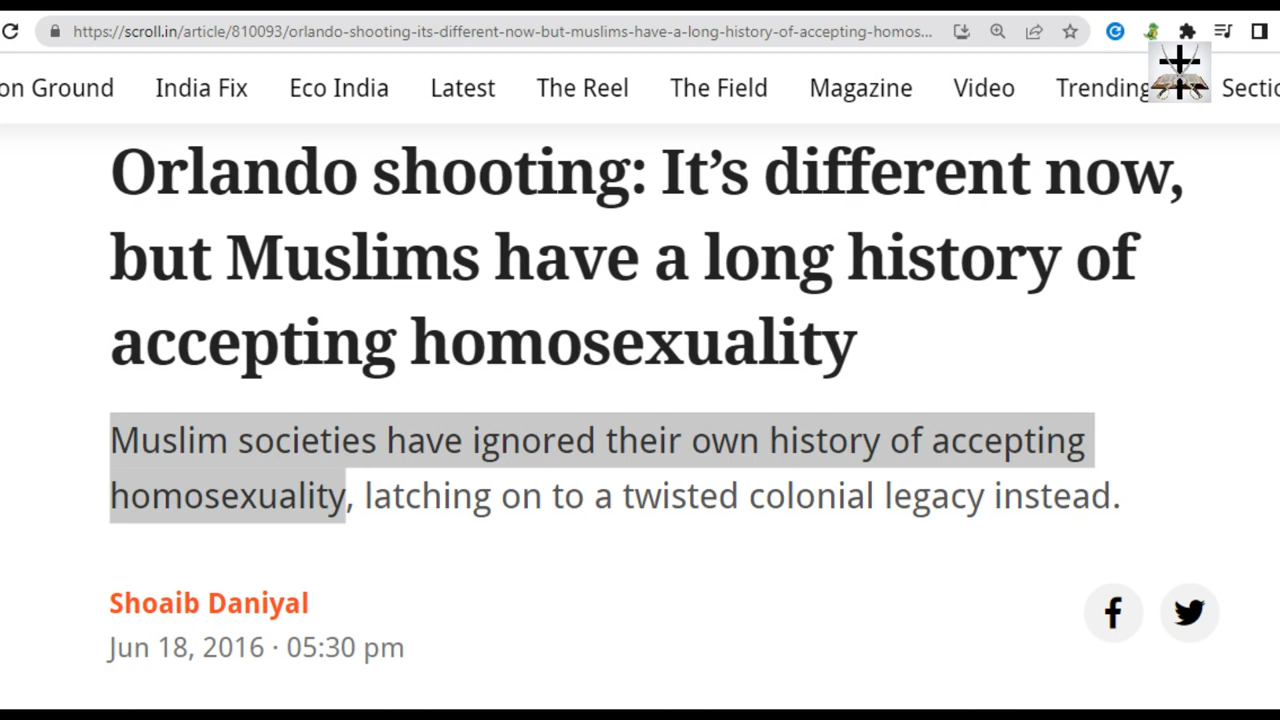 https://scroll.in/article/810093/orlando-shooting-its-different-now-but-muslims-have-a-long-history-of-accepting-homos...
on Ground India Fix Eco India Latest The Reel The Field Magazine Video Trending Sectio
Orlando shooting: It’s different now,
but Muslims have a long history of
accepting homosexuality
Muslim societies have ignored their own history of accepting
homosexuality, latching on to a twisted colonial legacy instead.
Shoaib Daniyal
Jun 18, 2016 · 05:30 pm